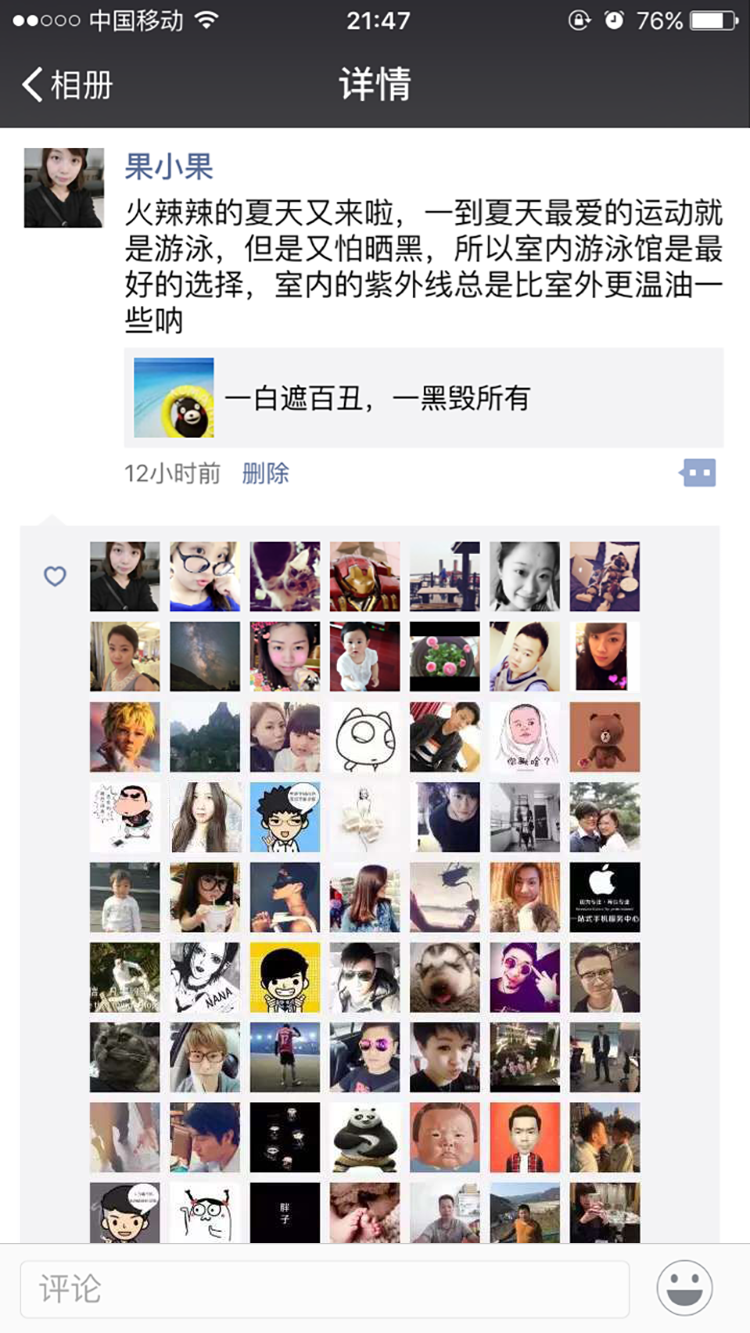 中国移动
21:47
76%
相册
详情
果小果
火辣辣的夏天又来啦，一到夏天最爱的运动就
是游泳，但是又怕晒黑，所以室内游泳馆是最
好的选择，室内的紫外线总是比室外更温油一
些呐
一白遮百丑，一黑毁所有
12小时前
删除
你瞅啥？
一站式手机服务中心
NANA
胖
子
评论